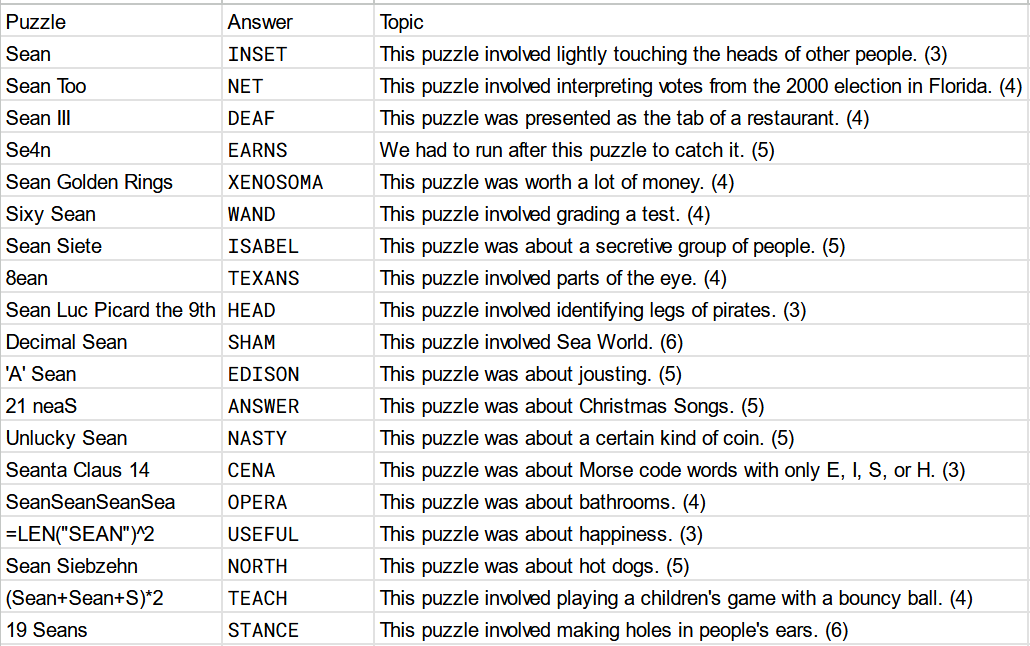 Puzzle Answer Topic
Sean INSET This puzzle involved lightly touching the heads of other people. (3)
Sean Too NET This puzzle involved interpreting votes from the 2000 election in Florida. (4)
Sean III DEAF This puzzle was presented as the tab of a restaurant. (4)
Se4n EARNS We had to run after this puzzle to catch it. (5)
Sean Golden Rings XENOSOMA This puzzle was worth a lot of money. (4)
Sixy Sean WAND This puzzle involved grading a test. (4)
Sean Siete ISABEL This puzzle was about a secretive group of people. (5)
8ean TEXANS This puzzle involved parts of the eye. (4)
Sean Luc Picard the 9th HEAD This puzzle involved identifying legs of pirates. (3)
Decimal Sean SHAM This puzzle involved Sea World. (6)
'A' Sean EDISON This puzzle was about jousting. (5)
21 neaS ANSWER This puzzle was about Christmas Songs. (5)
Unlucky Sean NASTY This puzzle was about a certain kind of coin. (5)
Seanta Claus 14 CENA This puzzle was about Morse code words with only E, I, S, or H. (3)
SeanSeanSeanSea OPERA This puzzle was about bathrooms. (4)
=LEN("SEAN")^2 USEFUL This puzzle was about happiness. (3)
Sean Siebzehn NORTH This puzzle was about hot dogs. (5)
(Sean+Sean+S)*2 TEACH This puzzle involved playing a children's game with a bouncy ball. (4)
19 Seans STANCE This puzzle involved making holes in people's ears. (6)